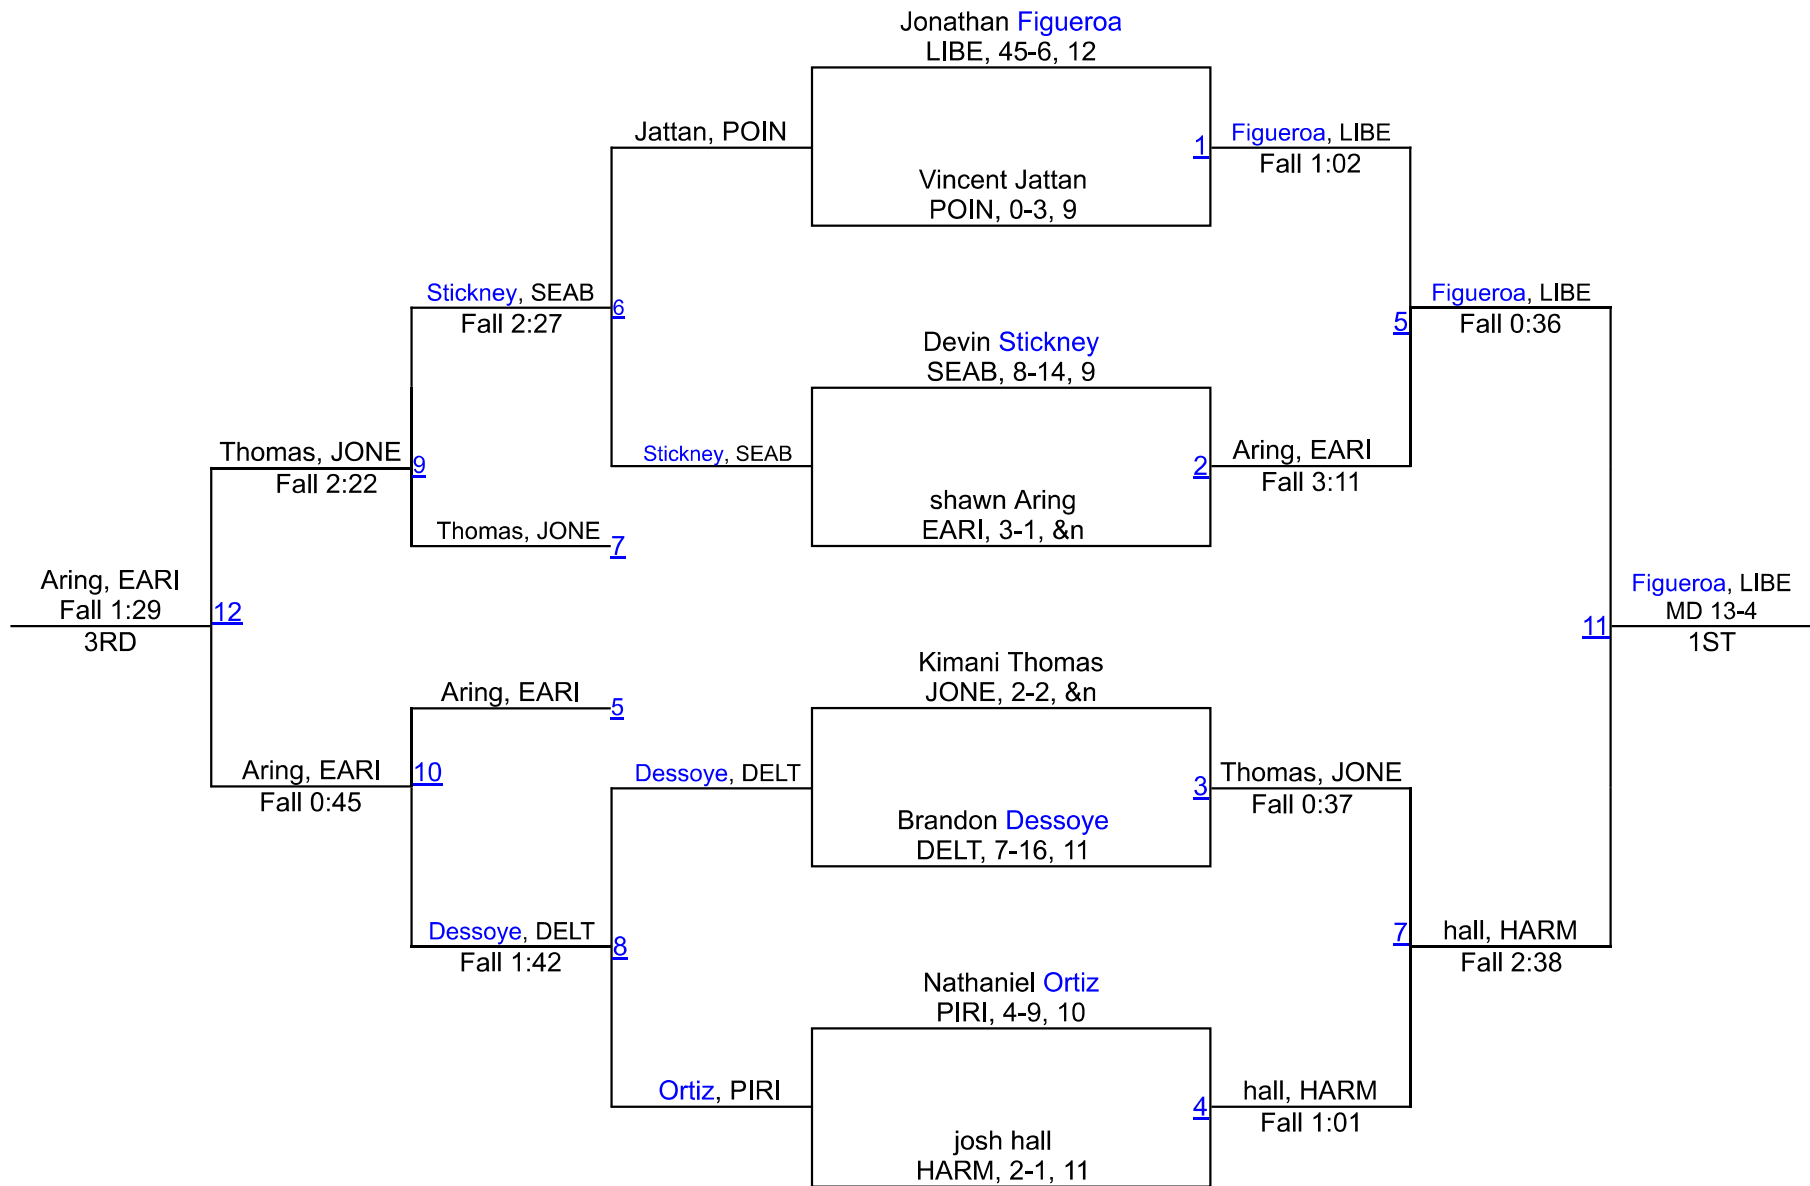 Jonathan Figueroa
LIBE, 45-6, 12
Jattan, POIN
1
Figueroa, LIBE
Fall 1:02
Vincent Jattan
POIN, 0-3, 9
Stickney, SEAB
Fall 2:27
6
Figueroa, LIBE
Fall 0:36
5
Devin Stickney
SEAB, 8-14, 9
Thomas, JONE
Fall 2:22
9
Stickney, SEAB
2
Aring, EARI
Fall 3:11
shawn Aring
EARI, 3-1, &n
Thomas, JONE
7
Aring, EARI
Fall 1:29
3RD
12
Figueroa, LIBE
MD 13-4
1ST
11
Kimani Thomas
JONE, 2-2, &n
Aring, EARI
5
Aring, EARI
Fall 0:45
10
Dessoye, DELT
3
Thomas, JONE
Fall 0:37
Brandon Dessoye
DELT, 7-16, 11
Dessoye, DELT
Fall 1:42
8
7
hall, HARM
Fall 2:38
Nathaniel Ortiz
PIRI, 4-9, 10
Ortiz, PIRI
4
hall, HARM
Fall 1:01
josh hall
HARM, 2-1, 11